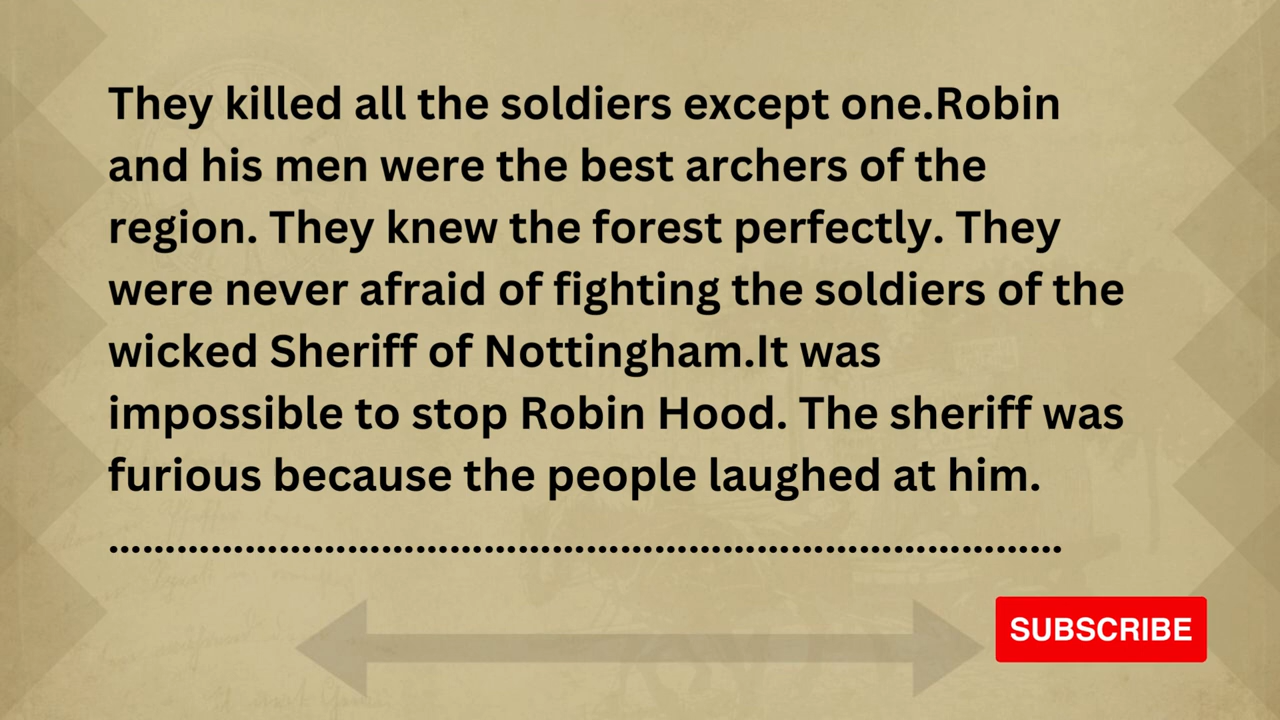 They killed all the soldiers except one.Robin
and his men were the best archers of the
region. They knew the forest perfectly. They
were never afraid of fighting the soldiers of the
wicked Sheriff of Nottingham.It was
impossible to stop Robin Hood. The sheriff was
furious because the people laughed at him.
....................................................................................
SUBSCRIBE